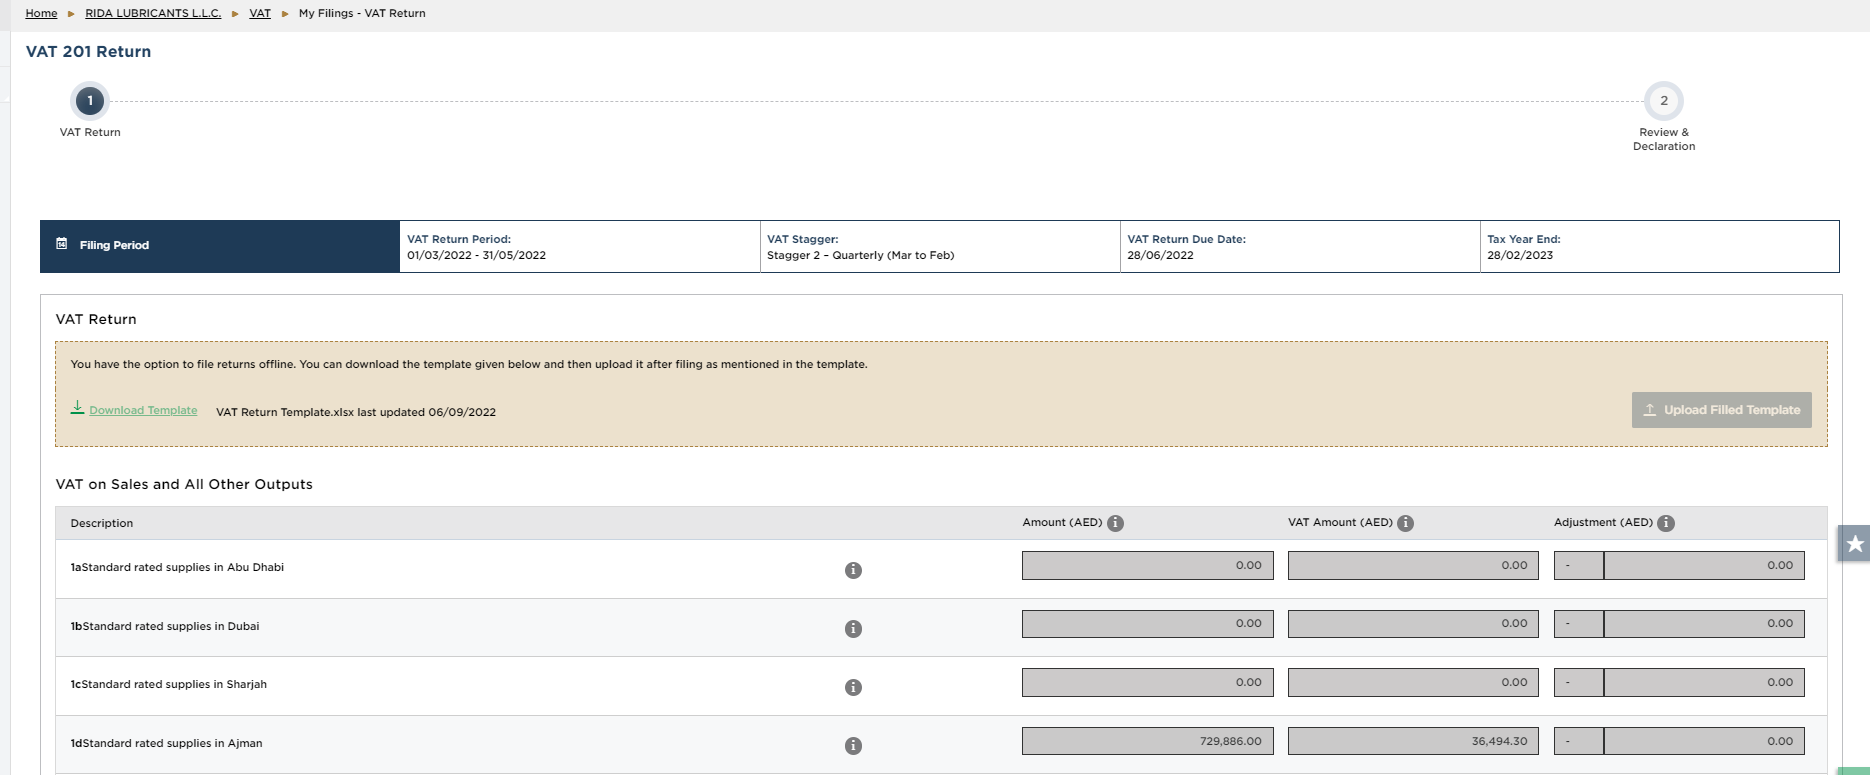 Home ► RIDA LUBRICANTS L.L.C. ► VAT ► My Filings - VAT Return
VAT 201 Return
1
VAT Return
2
Review &
Declaration
Filing Period
VAT Return Period:
01/03/2022 - 31/05/2022
VAT Stagger:
Stagger 2 – Quarterly (Mar to Feb)
VAT Return Due Date:
28/06/2022
Tax Year End:
28/02/2023
VAT Return
You have the option to file returns offline. You can download the template given below and then upload it after filing as mentioned in the template.
Download Template VAT Return Template.xlsx last updated 06/09/2022 Upload Filled Template
VAT on Sales and All Other Outputs
Description Amount (AED) i VAT Amount (AED) i Adjustment (AED) i
1aStandard rated supplies in Abu Dhabi i 0.00 0.00 - 0.00
1bStandard rated supplies in Dubai i 0.00 0.00 - 0.00
1cStandard rated supplies in Sharjah i 0.00 0.00 - 0.00
1dStandard rated supplies in Ajman i 729,886.00 36,494.30 - 0.00